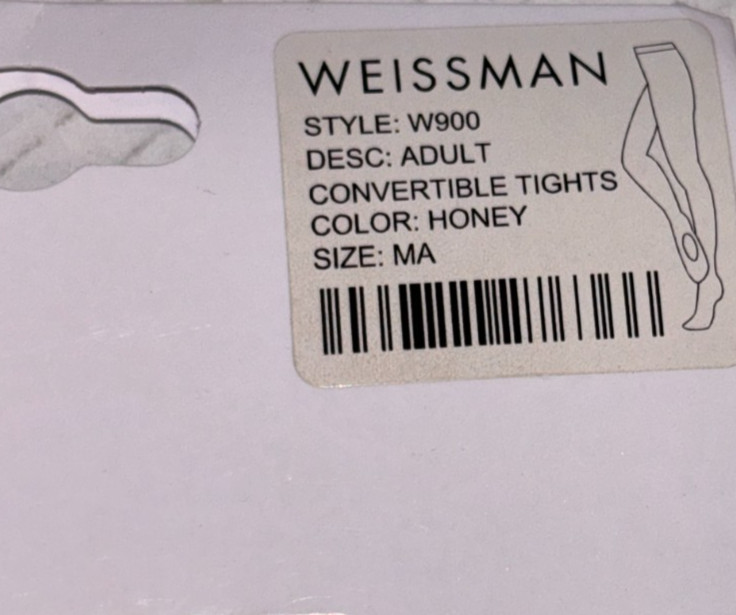 WEISSMAN
STYLE: W900
DESC: ADULT
CONVERTIBLE TIGHTS
COLOR: HONEY
SIZE: MA